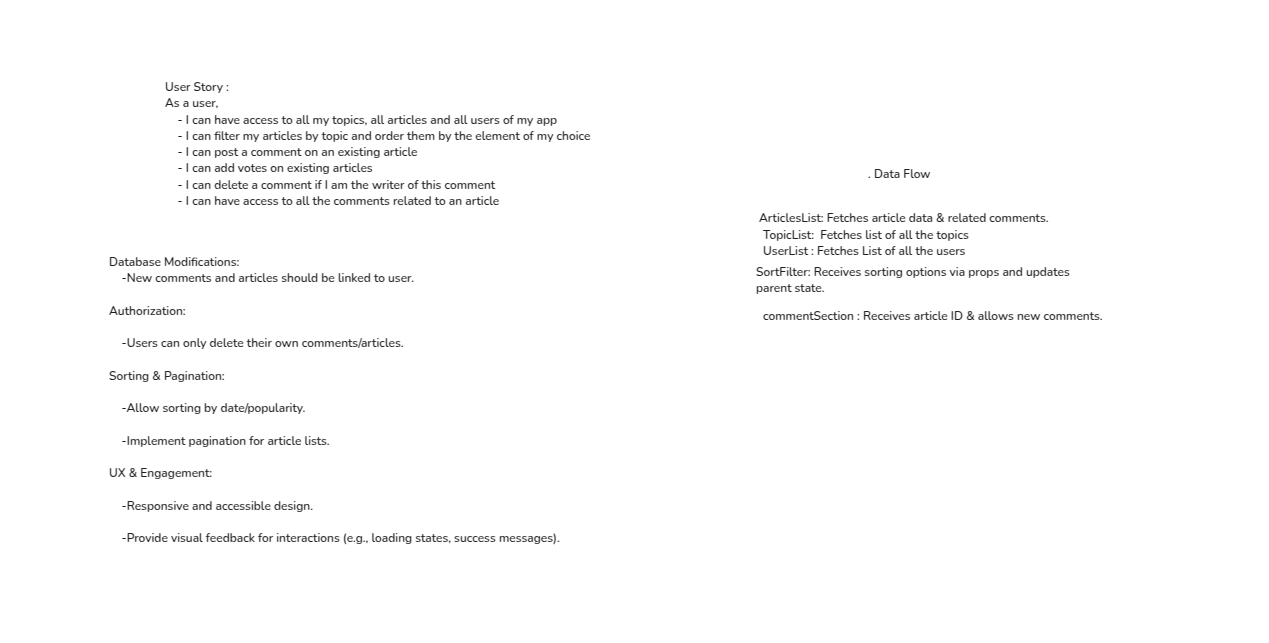 User Story :
As a user,
- I can have access to all my topics, all articles and all users of my app
- I can filter my articles by topic and order them by the element of my choice
- I can post a comment on an existing article
- I can add votes on existing articles
- I can delete a comment if I am the writer of this comment
- I can have access to all the comments related to an article
Database Modifications:
-New comments and articles should be linked to user.
Authorization:
-Users can only delete their own comments/articles.
Sorting & Pagination:
-Allow sorting by date/popularity.
-Implement pagination for article lists.
UX & Engagement:
-Responsive and accessible design.
-Provide visual feedback for interactions (e.g., loading states, success messages).
. Data Flow
ArticlesList: Fetches article data & related comments.
TopicList: Fetches list of all the topics
UserList : Fetches List of all the users
SortFilter: Receives sorting options via props and updates
parent state.
commentSection : Receives article ID & allows new comments.